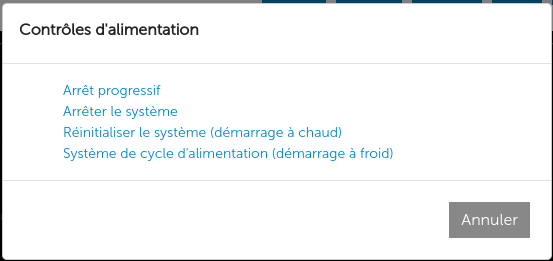 Contrôles d'alimentation
Arrêt progressif
Arrêter le système
Réinitialiser le système (démarrage à chaud)
Système de cycle d'alimentation (démarrage à froid)
Annuler